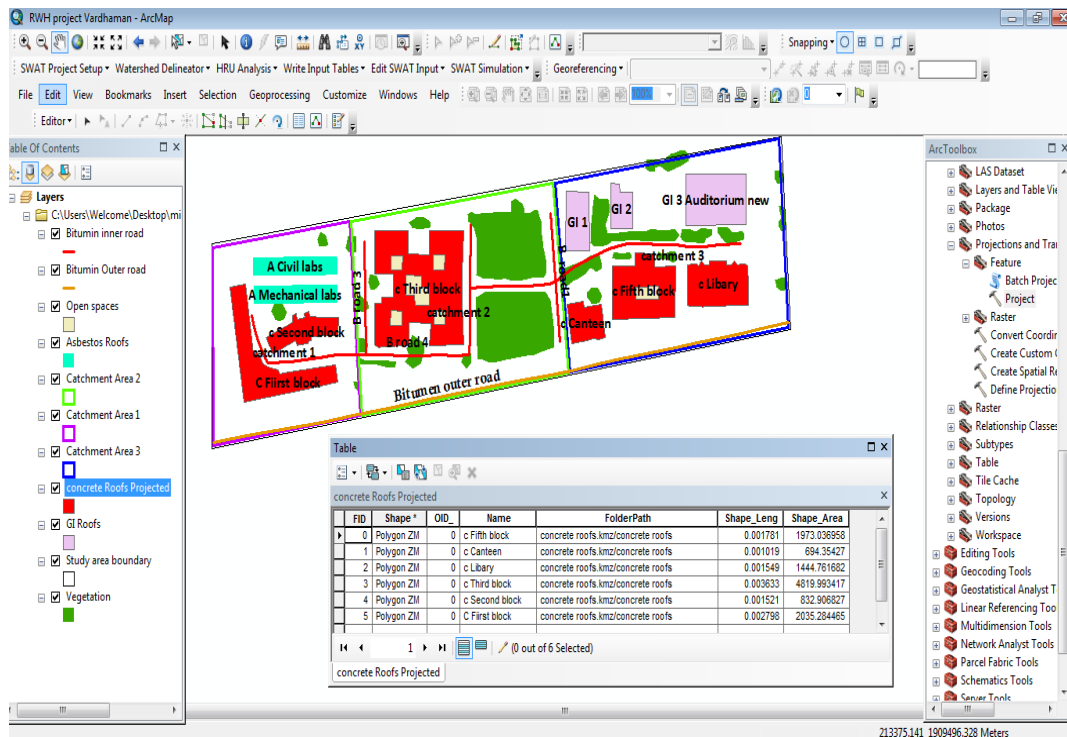 RWH project Vardhaman - ArcMap
Snapping
SWAT Project Setup Watershed Delineator HRU Analysis Write Input Tables Edit SWAT Input SWAT Simulation Georeferencing
File Edit View Bookmarks Insert Selection Geoprocessing Customize Windows Help 100% 0
Editor
able Of Contents
Layers
C:\Users\Welcome\Desktop\mi
Bitumin inner road
Bitumin Outer road
Open spaces
Asbestos Roofs
Catchment Area 2
Catchment Area 1
Catchment Area 3
concrete Roofs Projected
GI Roofs
Study area boundary
Vegetation
A Civil labs
A Mechanical labs
c Second block
catchment 1
C FIirst block
B road 3
c Third block
catchment 2
B road 4
Bitumen outer road
GI 1
GI 2
GI 3 Auditorium new
B road1
catchment 3
c Fifth block
c Libary
c Canteen
Table
concrete Roofs Projected
FID Shape * OID_ Name FolderPath Shape_Leng Shape_Area
0 Polygon ZM 0 c Fifth block concrete roofs.kmz/concrete roofs 0.001781 1973.036958
1 Polygon ZM 0 c Canteen concrete roofs.kmz/concrete roofs 0.001019 694.35427
2 Polygon ZM 0 c Libary concrete roofs.kmz/concrete roofs 0.001549 1444.761682
3 Polygon ZM 0 c Third block concrete roofs.kmz/concrete roofs 0.003633 4819.993417
4 Polygon ZM 0 c Second block concrete roofs.kmz/concrete roofs 0.001521 832.906827
5 Polygon ZM 0 C FIirst block concrete roofs.kmz/concrete roofs 0.002798 2035.284465
1 (0 out of 6 Selected)
concrete Roofs Projected
ArcToolbox
LAS Dataset
Layers and Table Vie
Package
Photos
Projections and Tra
Feature
Batch Projec
Project
Raster
Convert Coordin
Create Custom G
Create Spatial Re
Define Projectio
Raster
Relationship Classes
Subtypes
Table
Tile Cache
Topology
Versions
Workspace
Editing Tools
Geocoding Tools
Geostatistical Analyst T
Linear Referencing Too
Multidimension Tools
Network Analyst Tools
Parcel Fabric Tools
Schematics Tools
Server Tools
213375.141 1909496.328 Meters